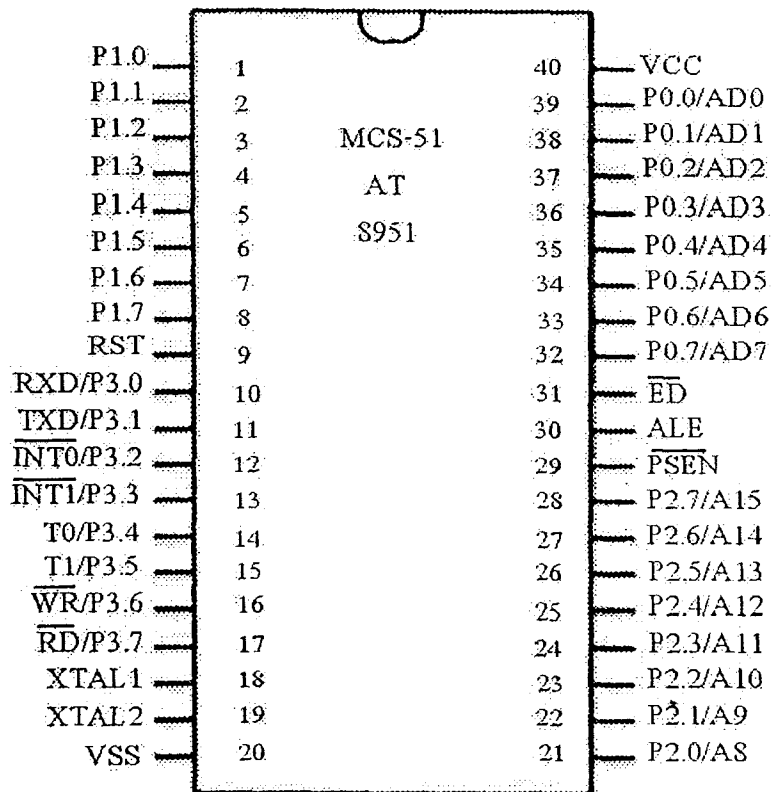 P1.0 1 40 VCC
P1.1 2 39 P0.0/AD0
P1.2 3 MCS-51 38 P0.1/AD1
P1.3 4 AT 37 P0.2/AD2
P1.4 5 8951 36 P0.3/AD3
P1.5 6 35 P0.4/AD4
P1.6 7 34 P0.5/AD5
P1.7 8 33 P0.6/AD6
RST 9 32 P0.7/AD7
RXD/P3.0 10 31 E̅D̅
TXD/P3.1 11 30 ALE
I̅N̅T̅0̅/P3.2 12 29 P̅S̅E̅N̅
I̅N̅T̅1̅/P3.3 13 28 P2.7/A15
T0/P3.4 14 27 P2.6/A14
T1/P3.5 15 26 P2.5/A13
W̅R̅/P3.6 16 25 P2.4/A12
R̅D̅/P3.7 17 24 P2.3/A11
XTAL1 18 23 P2.2/A10
XTAL2 19 22 P2.1/A9
VSS 20 21 P2.0/A8